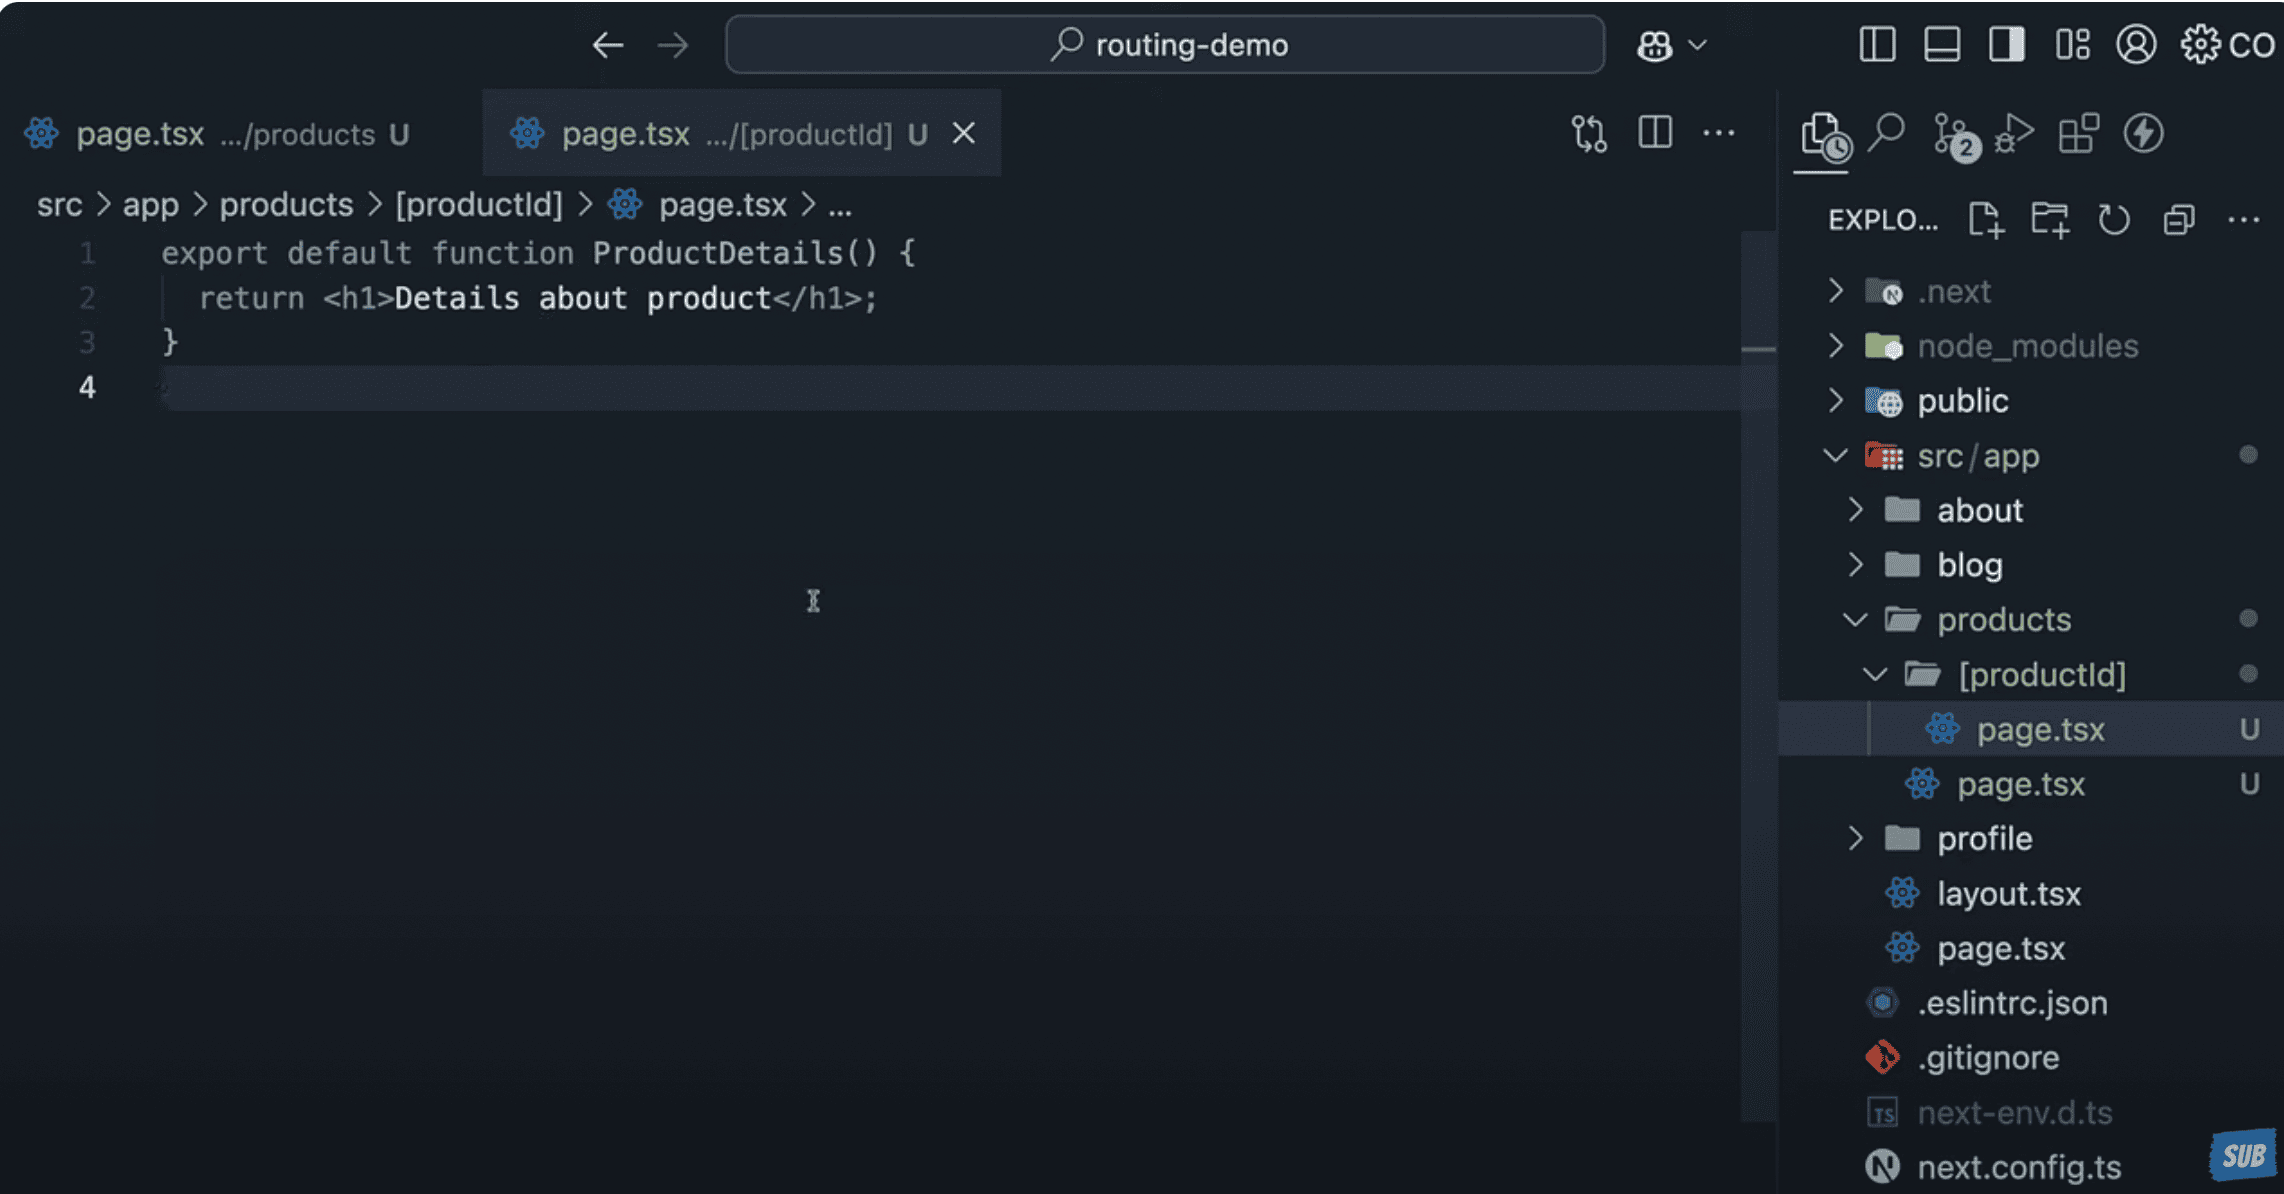 routing-demo
CO
page.tsx .../products U
page.tsx .../[productId] U
2
src > app > products > [productId] > page.tsx > ...
EXPLO...
1 export default function ProductDetails() {
2 return <h1>Details about product</h1>;
3 }
4
.next
node_modules
public
src/app
about
blog
products
[productId]
page.tsx U
page.tsx U
profile
layout.tsx
page.tsx
.eslintrc.json
.gitignore
TS next-env.d.ts
N next.config.ts
SUB